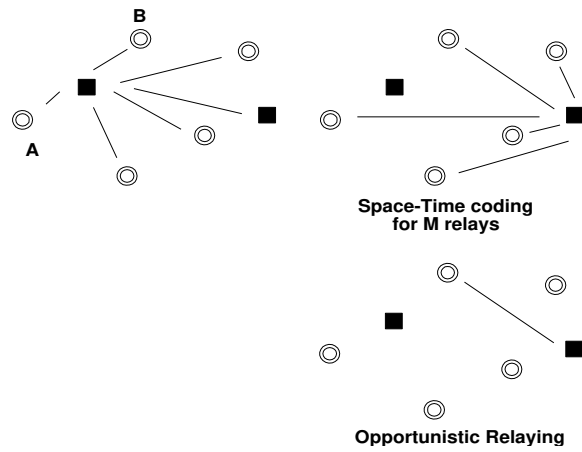 B
A
Space-Time coding
for M relays
Opportunistic Relaying